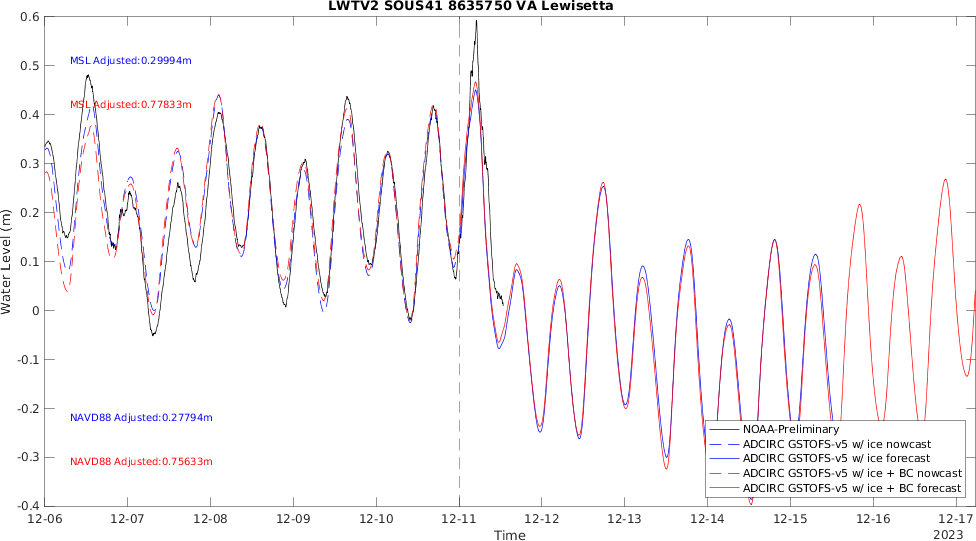 LWTV2 SOUS41 8635750 VA Lewisetta
0.6
0.5
0.4
0.3
0.2
0.1
0
-0.1
-0.2
-0.3
-0.4
Water Level (m)
MSL Adjusted:0.29994m
MSL Adjusted:0.77833m
NAVD88 Adjusted:0.27794m
NAVD88 Adjusted:0.75633m
NOAA-Preliminary
ADCIRC GSTOFS-v5 w/ ice nowcast
ADCIRC GSTOFS-v5 w/ ice forecast
ADCIRC GSTOFS-v5 w/ ice + BC nowcast
ADCIRC GSTOFS-v5 w/ ice + BC forecast
12-06 12-07 12-08 12-09 12-10 12-11 12-12 12-13 12-14 12-15 12-16 12-17
Time
2023